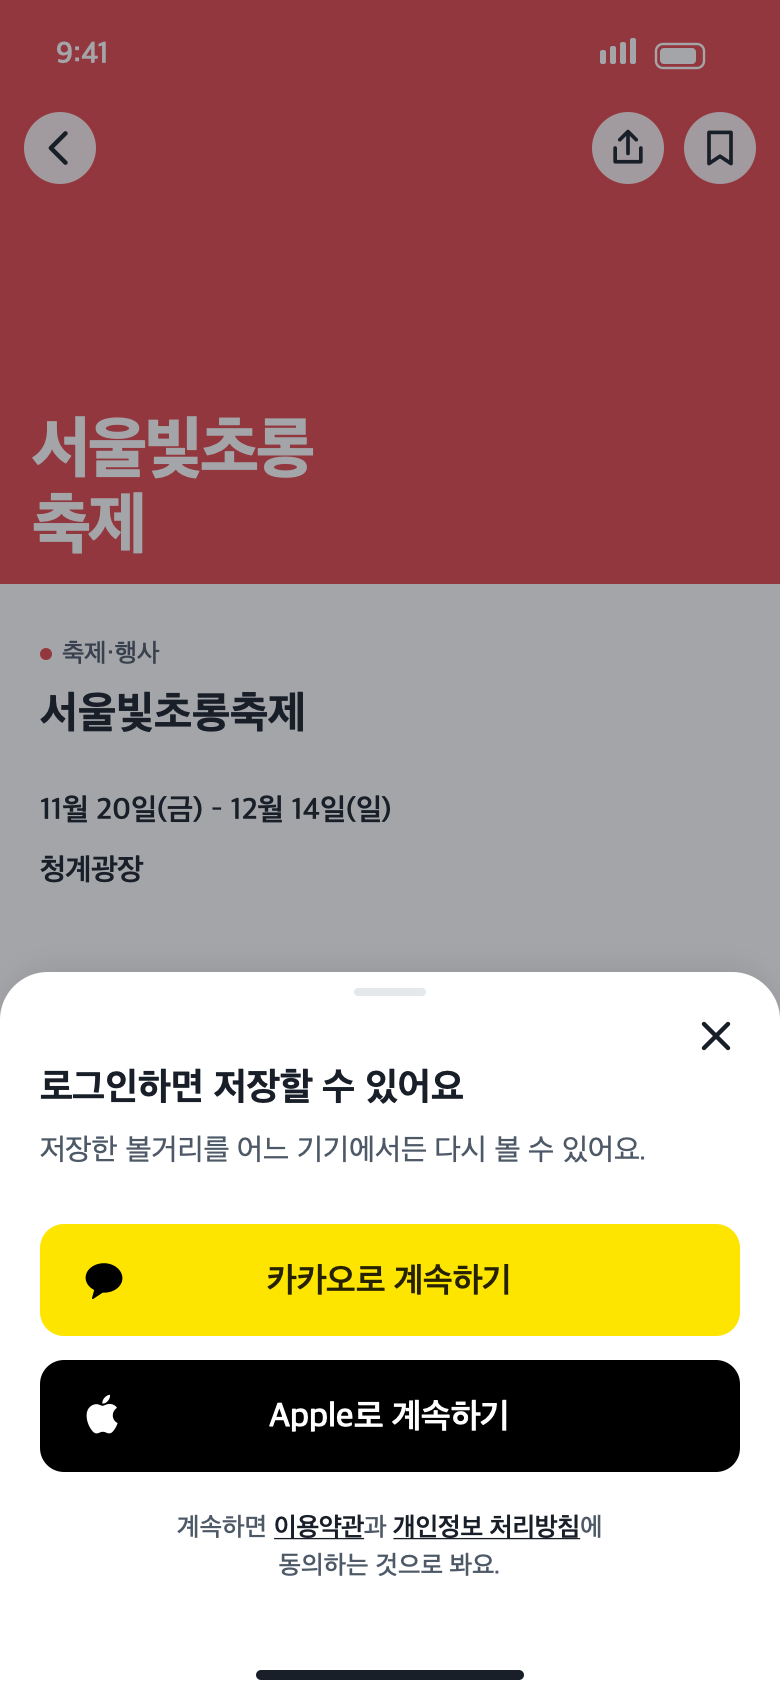 9:41
서울빛초롱
축제
축제·행사
서울빛초롱축제
11월 20일(금) - 12월 14일(일)
청계광장
로그인하면 저장할 수 있어요
저장한 볼거리를 어느 기기에서든 다시 볼 수 있어요.
카카오로 계속하기
Apple로 계속하기
계속하면 이용약관과 개인정보 처리방침에
동의하는 것으로 봐요.